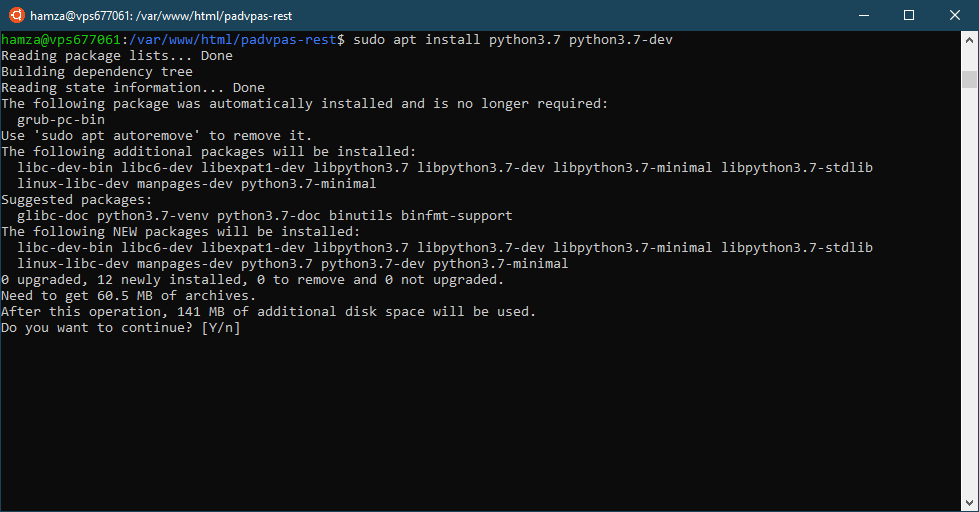 hamza@vps677061: /var/www/html/padvpas-rest
hamza@vps677061:/var/www/html/padvpas-rest$ sudo apt install python3.7 python3.7-dev
Reading package lists... Done
Building dependency tree
Reading state information... Done
The following package was automatically installed and is no longer required:
  grub-pc-bin
Use 'sudo apt autoremove' to remove it.
The following additional packages will be installed:
  libc-dev-bin libc6-dev libexpat1-dev libpython3.7 libpython3.7-dev libpython3.7-minimal libpython3.7-stdlib
  linux-libc-dev manpages-dev python3.7-minimal
Suggested packages:
  glibc-doc python3.7-venv python3.7-doc binutils binfmt-support
The following NEW packages will be installed:
  libc-dev-bin libc6-dev libexpat1-dev libpython3.7 libpython3.7-dev libpython3.7-minimal libpython3.7-stdlib
  linux-libc-dev manpages-dev python3.7 python3.7-dev python3.7-minimal
0 upgraded, 12 newly installed, 0 to remove and 0 not upgraded.
Need to get 60.5 MB of archives.
After this operation, 141 MB of additional disk space will be used.
Do you want to continue? [Y/n]